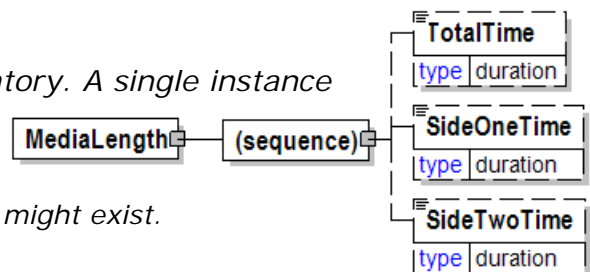 TotalTime
type duration
tory. A single instance
SideOneTime
MediaLength (sequence)
type duration
might exist.
SideTwoTime
type duration